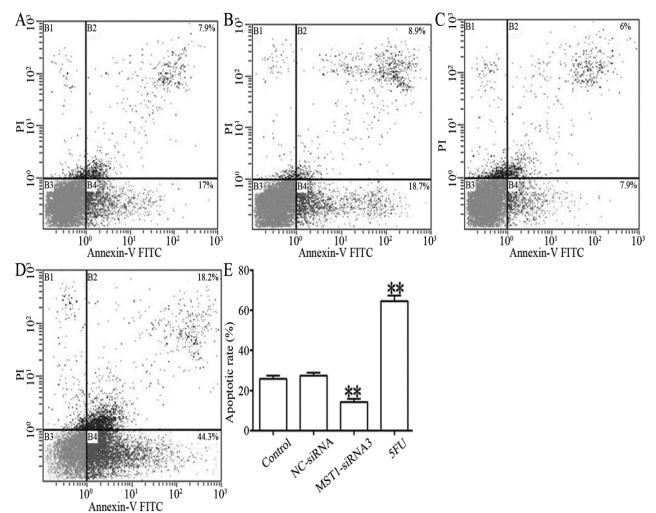 A
B1
B2
7.9%
B3
B4
17%
PI
10³
10²
10¹
10⁰
10⁰
10¹
10²
10³
Annexin-V FITC
B
B1
B2
8.9%
B3
B4
18.7%
PI
10³
10²
10¹
10⁰
10⁰
10¹
10²
10³
Annexin-V FITC
C
B1
B2
6%
B3
B4
7.9%
PI
10³
10²
10¹
10⁰
10⁰
10¹
10²
10³
Annexin-V FITC
D
B1
B2
18.2%
B3
B4
44.3%
PI
10³
10²
10¹
10⁰
10⁰
10¹
10²
10³
Annexin-V FITC
E
Apoptotic rate (%)
80
60
40
20
0
**
**
Control
NC-siRNA
MST1-siRNA3
5FU